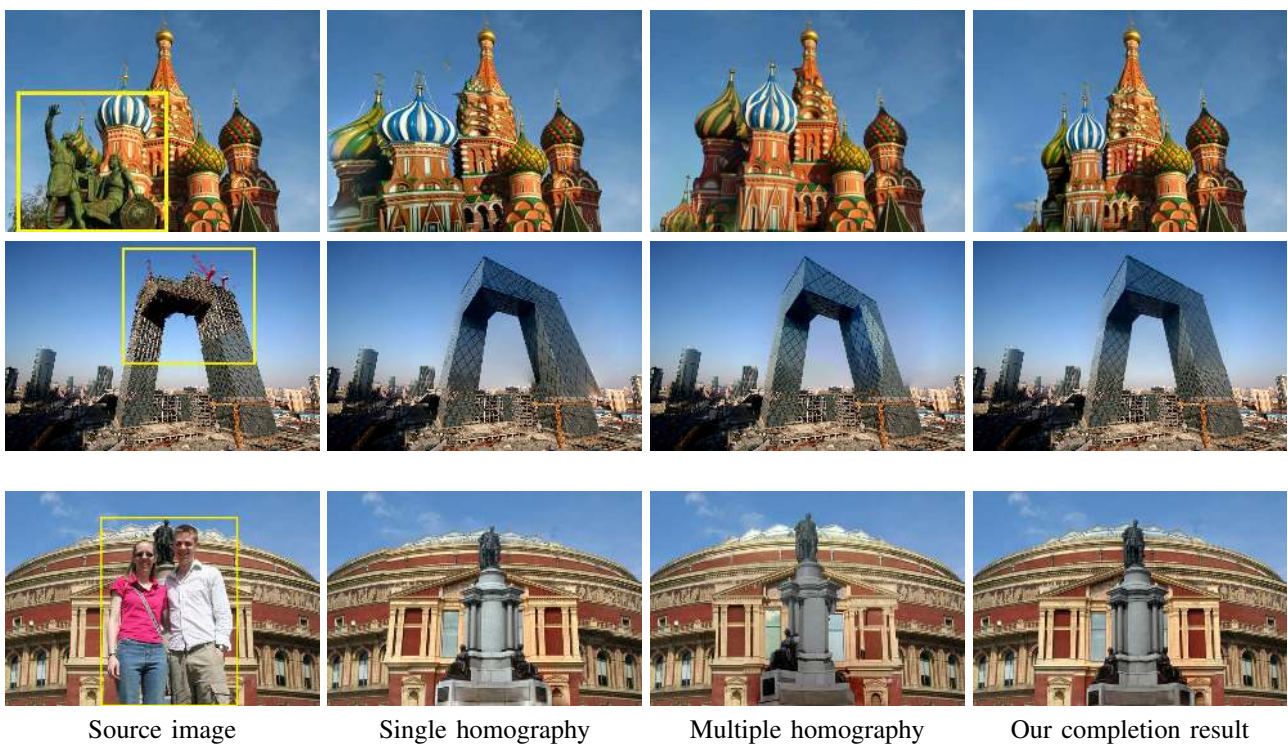 Source image
Single homography
Multiple homography
Our completion result